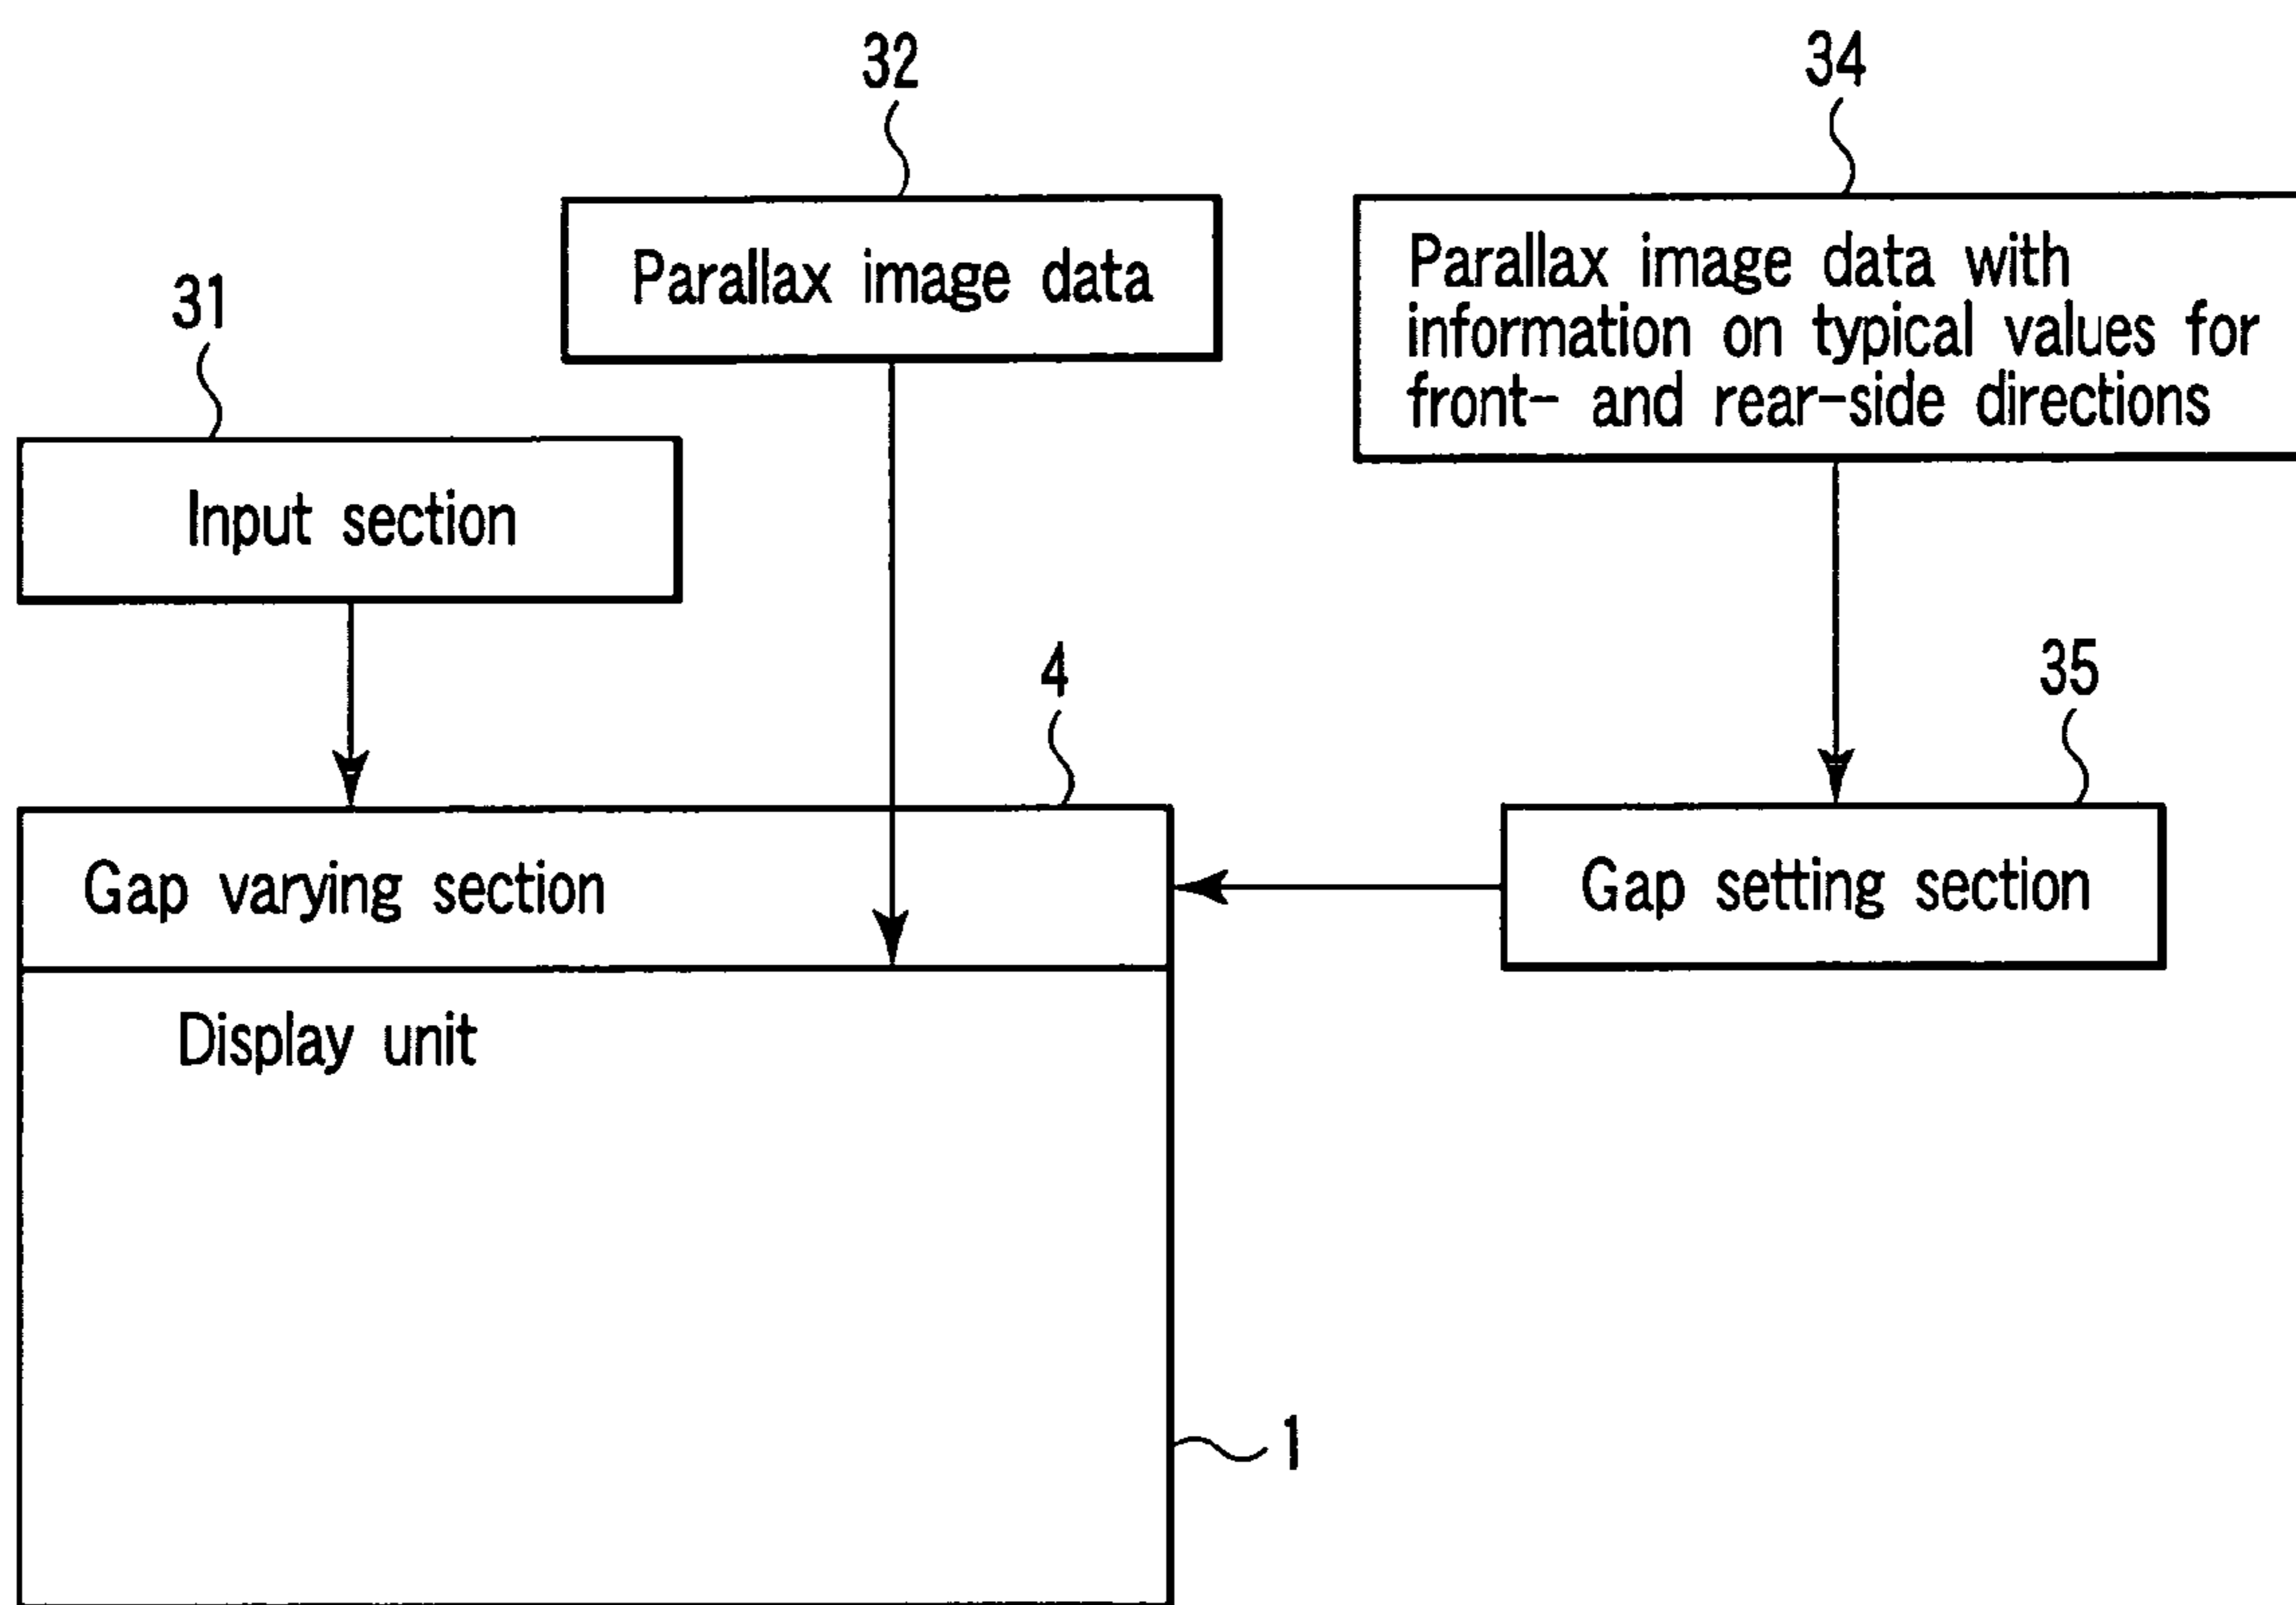 32
34
Parallax image data
Parallax image data with
information on typical values for
front- and rear-side directions
31
Input section
4
35
Gap varying section
Gap setting section
Display unit
1